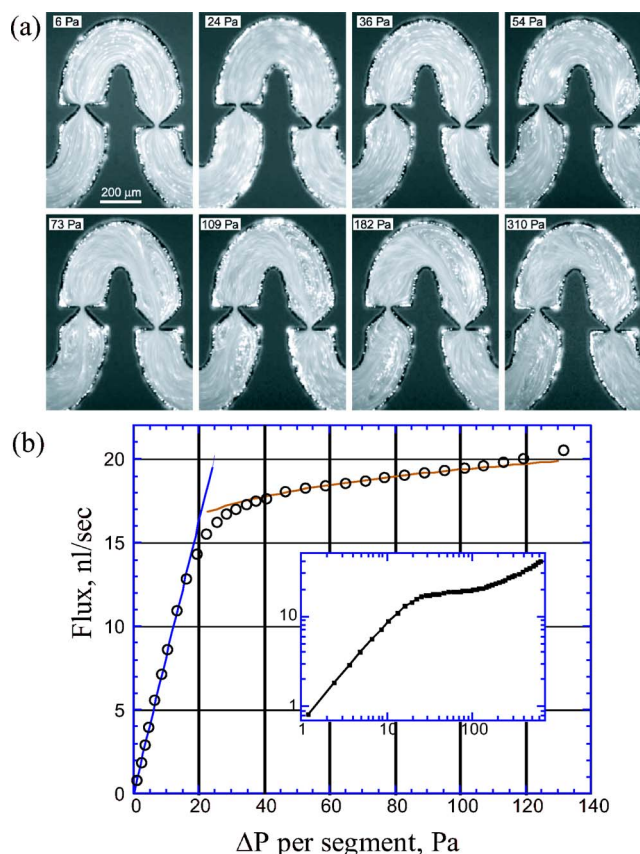 (a)
6 Pa
24 Pa
36 Pa
54 Pa
200 μm
73 Pa
109 Pa
182 Pa
310 Pa
(b)
20
15
10
5
0
Flux, nl/sec
10
1
1
10
100
0
20
40
60
80
100
120
140
ΔP per segment, Pa